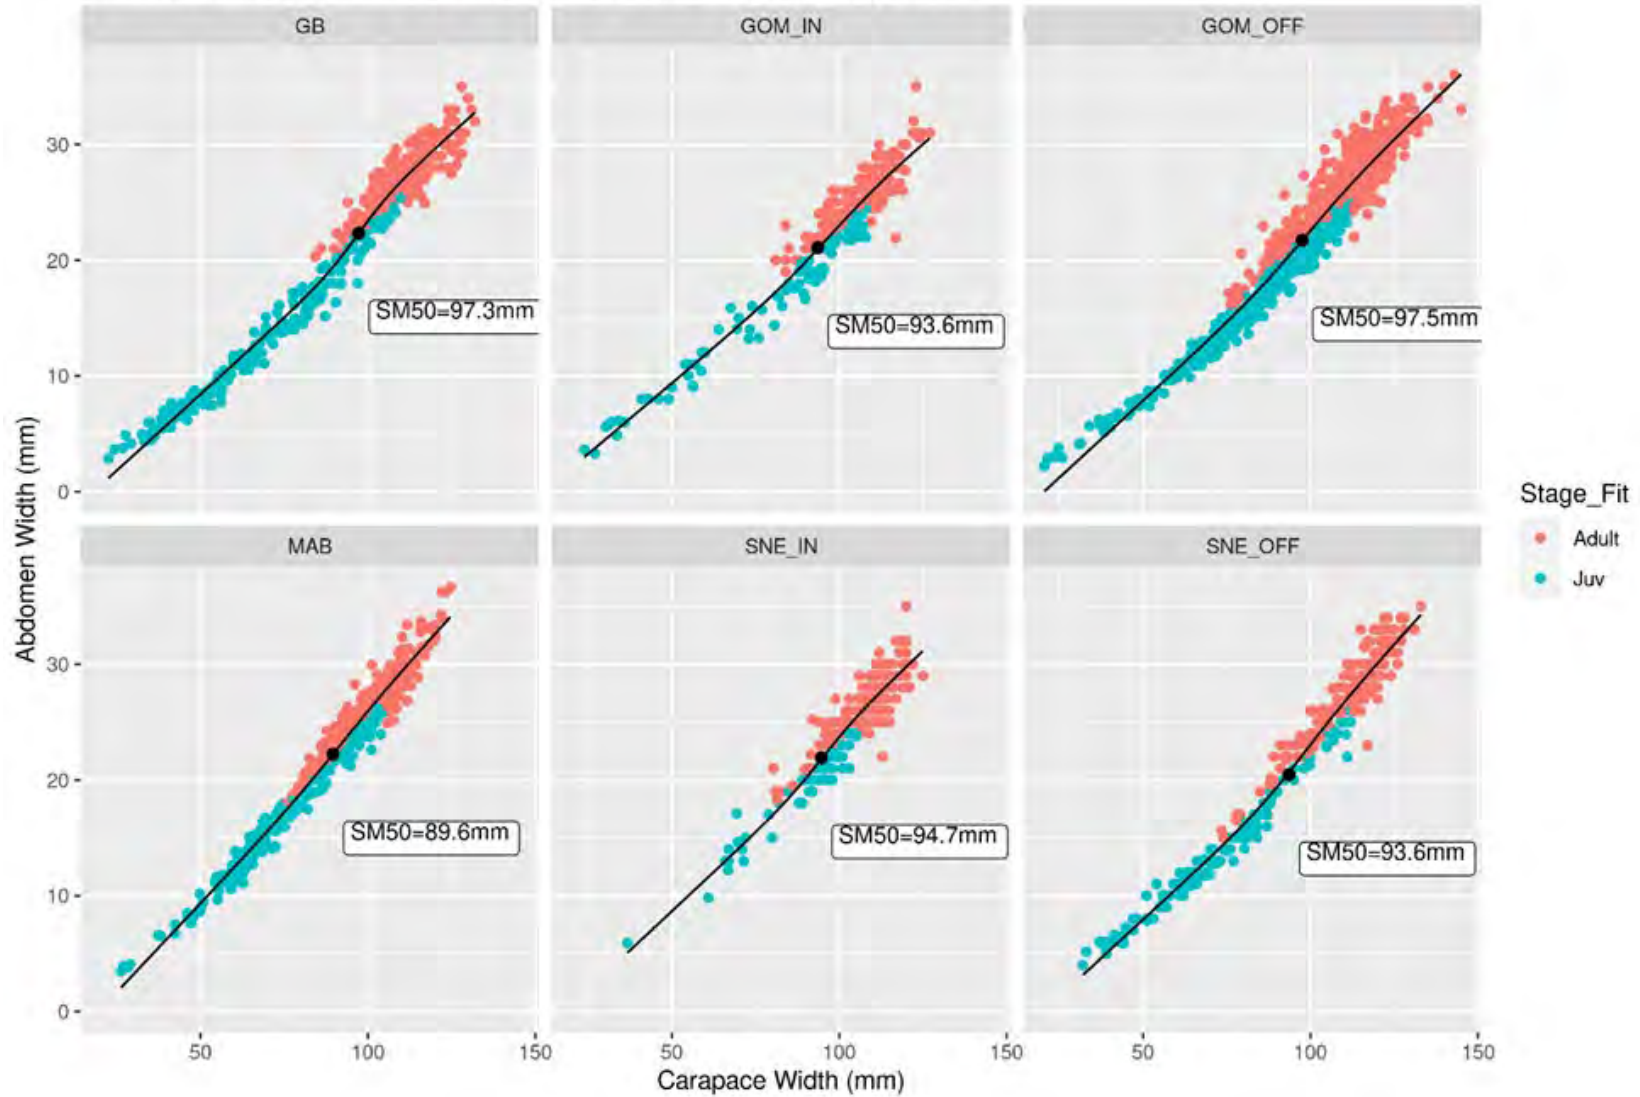 GB
GOM_IN
GOM_OFF
30
20
10
0
SM50=97.3mm
SM50=93.6mm
SM50=97.5mm
Abdomen Width (mm)
MAB
SNE_IN
SNE_OFF
30
20
10
0
SM50=89.6mm
SM50=94.7mm
SM50=93.6mm
50 100 150 50 100 150 50 100 150
Carapace Width (mm)
Stage_Fit
Adult
Juv